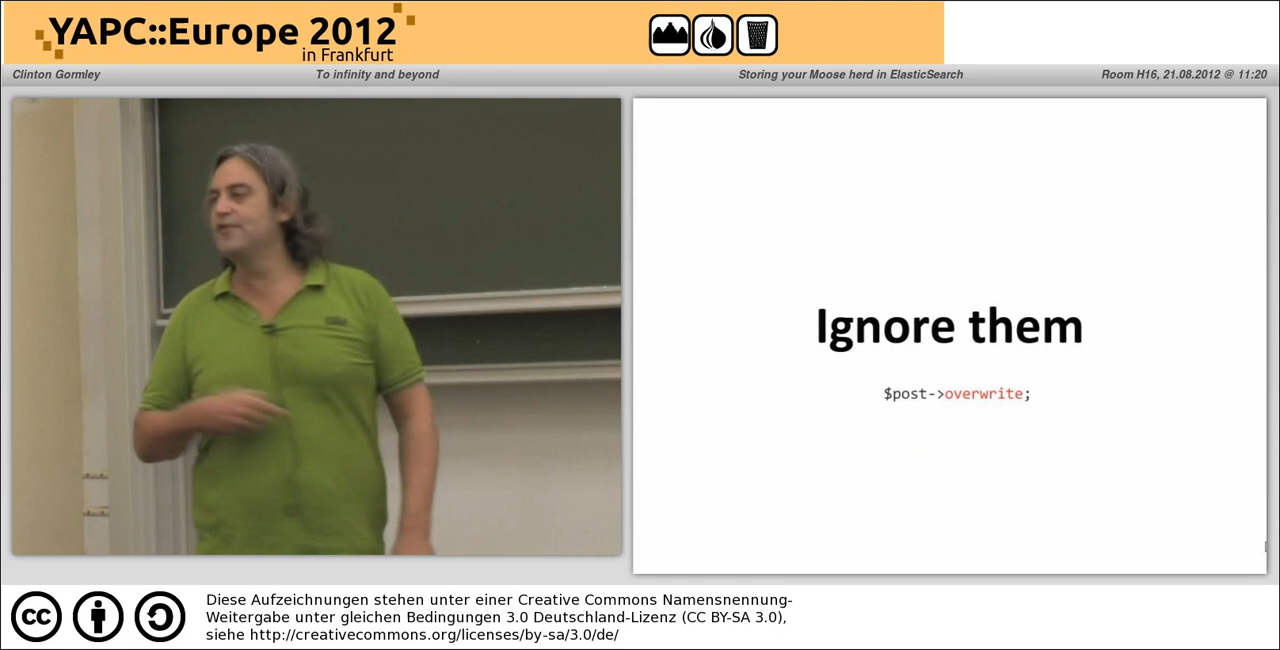 YAPC::Europe 2012
in Frankfurt
Clinton Gormley To infinity and beyond Storing your Moose herd in ElasticSearch Room H16, 21.08.2012 @ 11:20
Ignore them
$post->overwrite;
cc
Diese Aufzeichnungen stehen unter einer Creative Commons Namensnennung-
Weitergabe unter gleichen Bedingungen 3.0 Deutschland-Lizenz (CC BY-SA 3.0),
siehe http://creativecommons.org/licenses/by-sa/3.0/de/